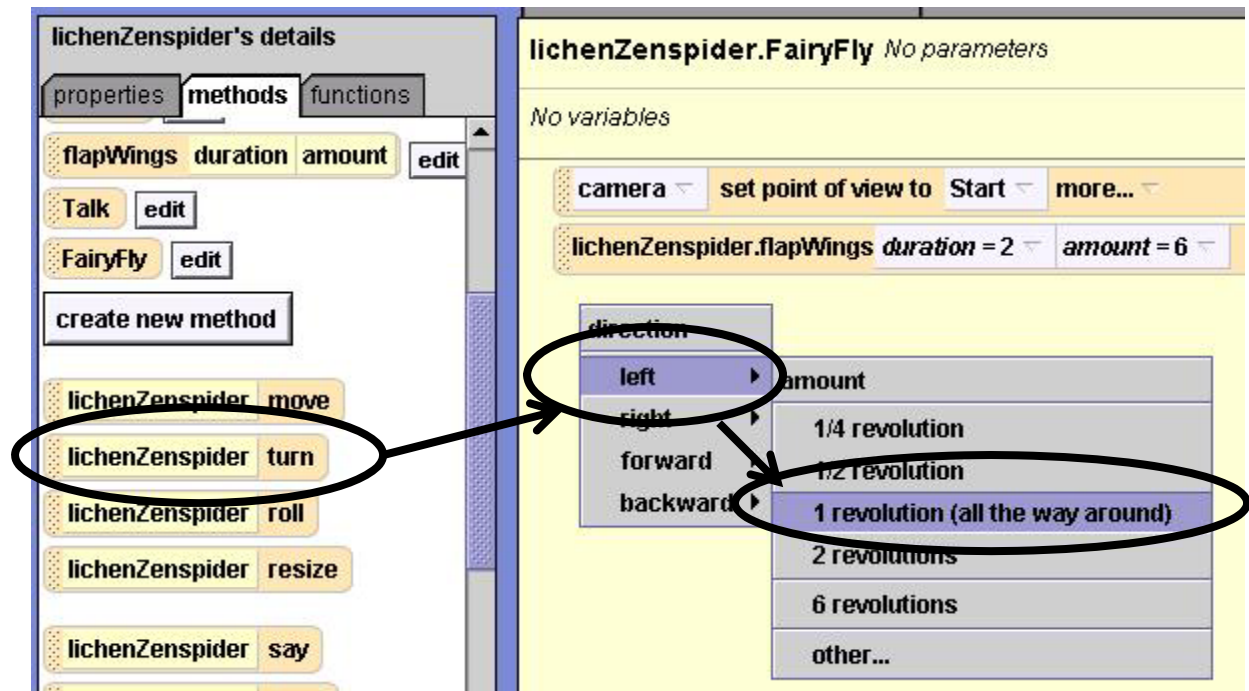 lichenZenspider's details
properties methods functions
flapWings duration amount edit
Talk edit
FairyFly edit
create new method
lichenZenspider move
lichenZenspider turn
lichenZenspider roll
lichenZenspider resize
lichenZenspider say
lichenZenspider.FairyFly No parameters
No variables
camera set point of view to Start more...
lichenZenspider.flapWings duration = 2 amount = 6
direction
left
right
forward
backward
amount
1/4 revolution
1/2 revolution
1 revolution (all the way around)
2 revolutions
6 revolutions
other...